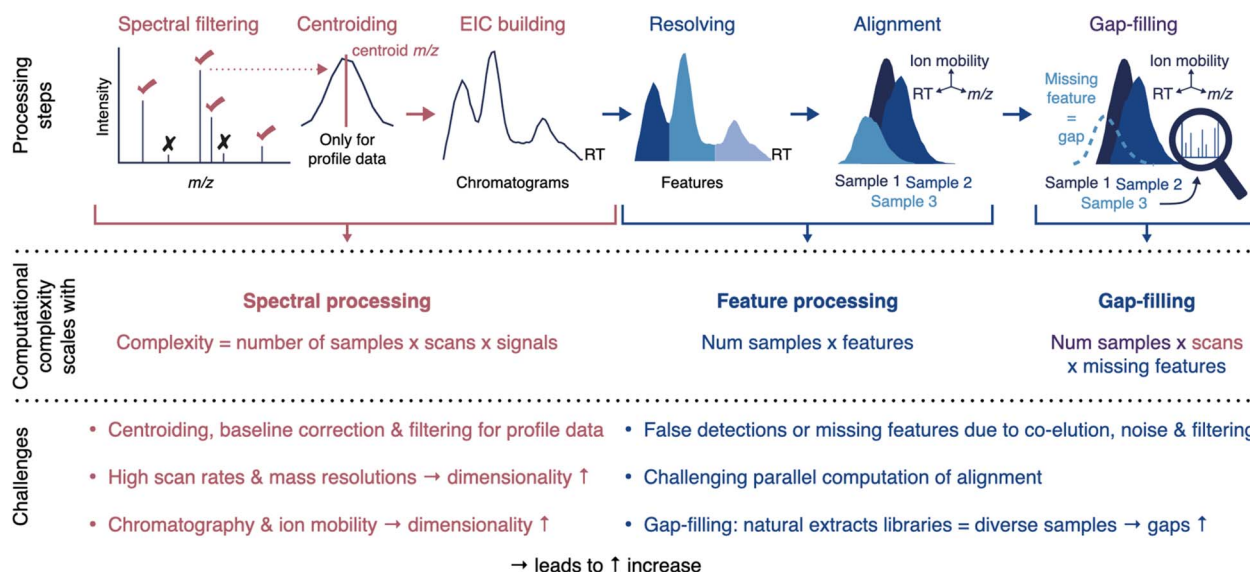 Spectral filtering
Centroiding
EIC building
Resolving
Alignment
Gap-filling
Processing steps
Intensity
m/z
centroid m/z
Only for
profile data
RT
Chromatograms
RT
Features
Ion mobility
RT
m/z
Sample 1 Sample 2
Sample 3
Missing
feature
=
gap
Ion mobility
RT
m/z
Sample 1 Sample 2
Sample 3
Computational
complexity
scales with
Spectral processing
Complexity = number of samples x scans x signals
Feature processing
Num samples x features
Gap-filling
Num samples x scans
x missing features
Challenges
• Centroiding, baseline correction & filtering for profile data
• High scan rates & mass resolutions → dimensionality ↑
• Chromatography & ion mobility → dimensionality ↑
• False detections or missing features due to co-elution, noise & filtering
• Challenging parallel computation of alignment
• Gap-filling: natural extracts libraries = diverse samples → gaps ↑
→ leads to ↑ increase